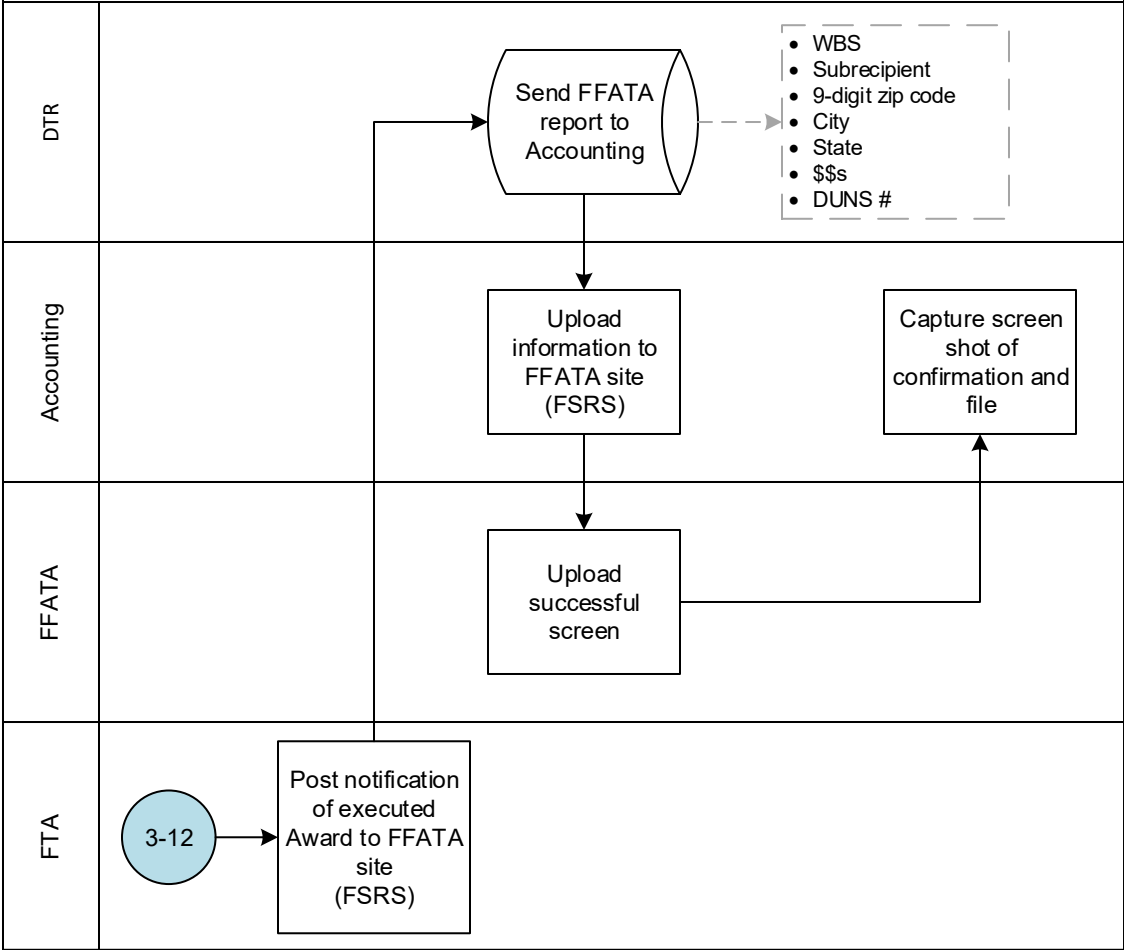 DTR
Send FFATA
report to
Accounting
• WBS
• Subrecipient
• 9-digit zip code
• City
• State
• $$s
• DUNS #
Accounting
Upload
information to
FFATA site
(FSRS)
Capture screen
shot of
confirmation and
file
FFATA
Upload
successful
screen
FTA
3-12
Post notification
of executed
Award to FFATA
site
(FSRS)